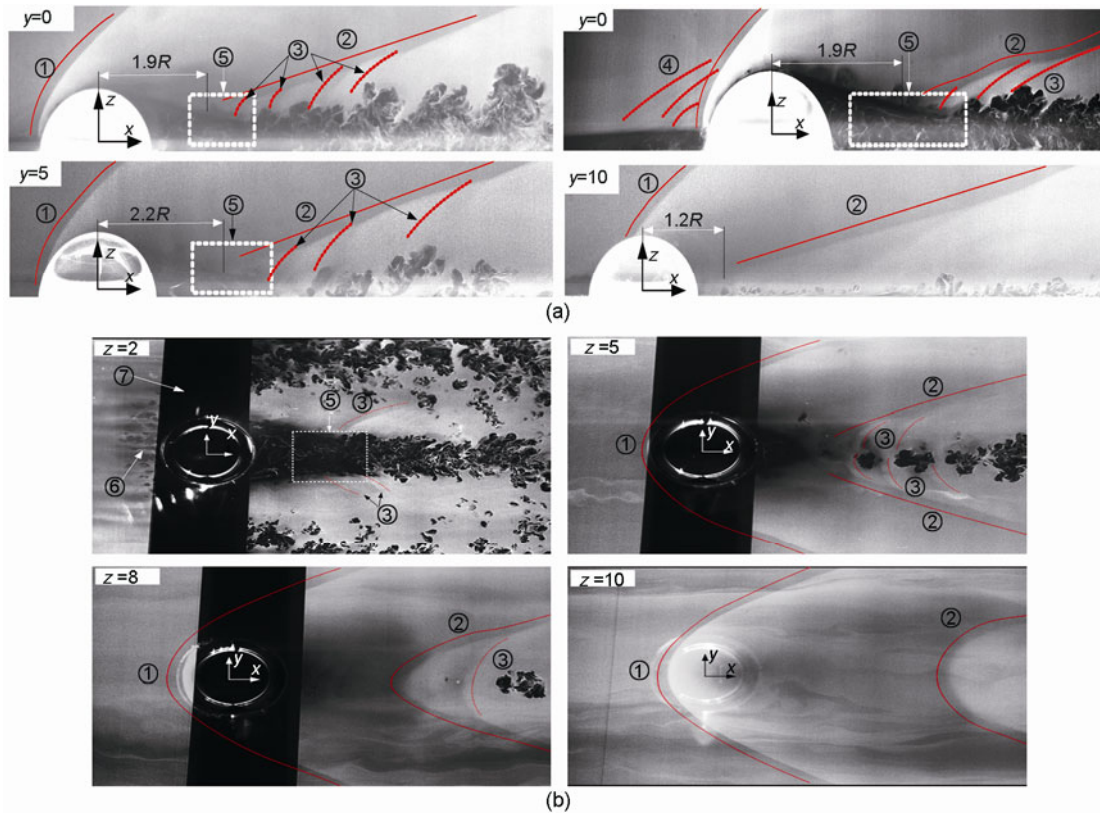 y=0
①
1.9R
⑤
③
②
z
x
y=0
④
1.9R
⑤
②
③
z
x
y=5
①
2.2R
⑤
②
③
z
x
y=10
①
1.2R
②
z
x
(a)
z=2
⑦
⑤
③
y
x
⑥
③
z=5
①
y
x
②
③
③
②
z=8
①
y
x
②
③
z=10
①
y
x
②
(b)